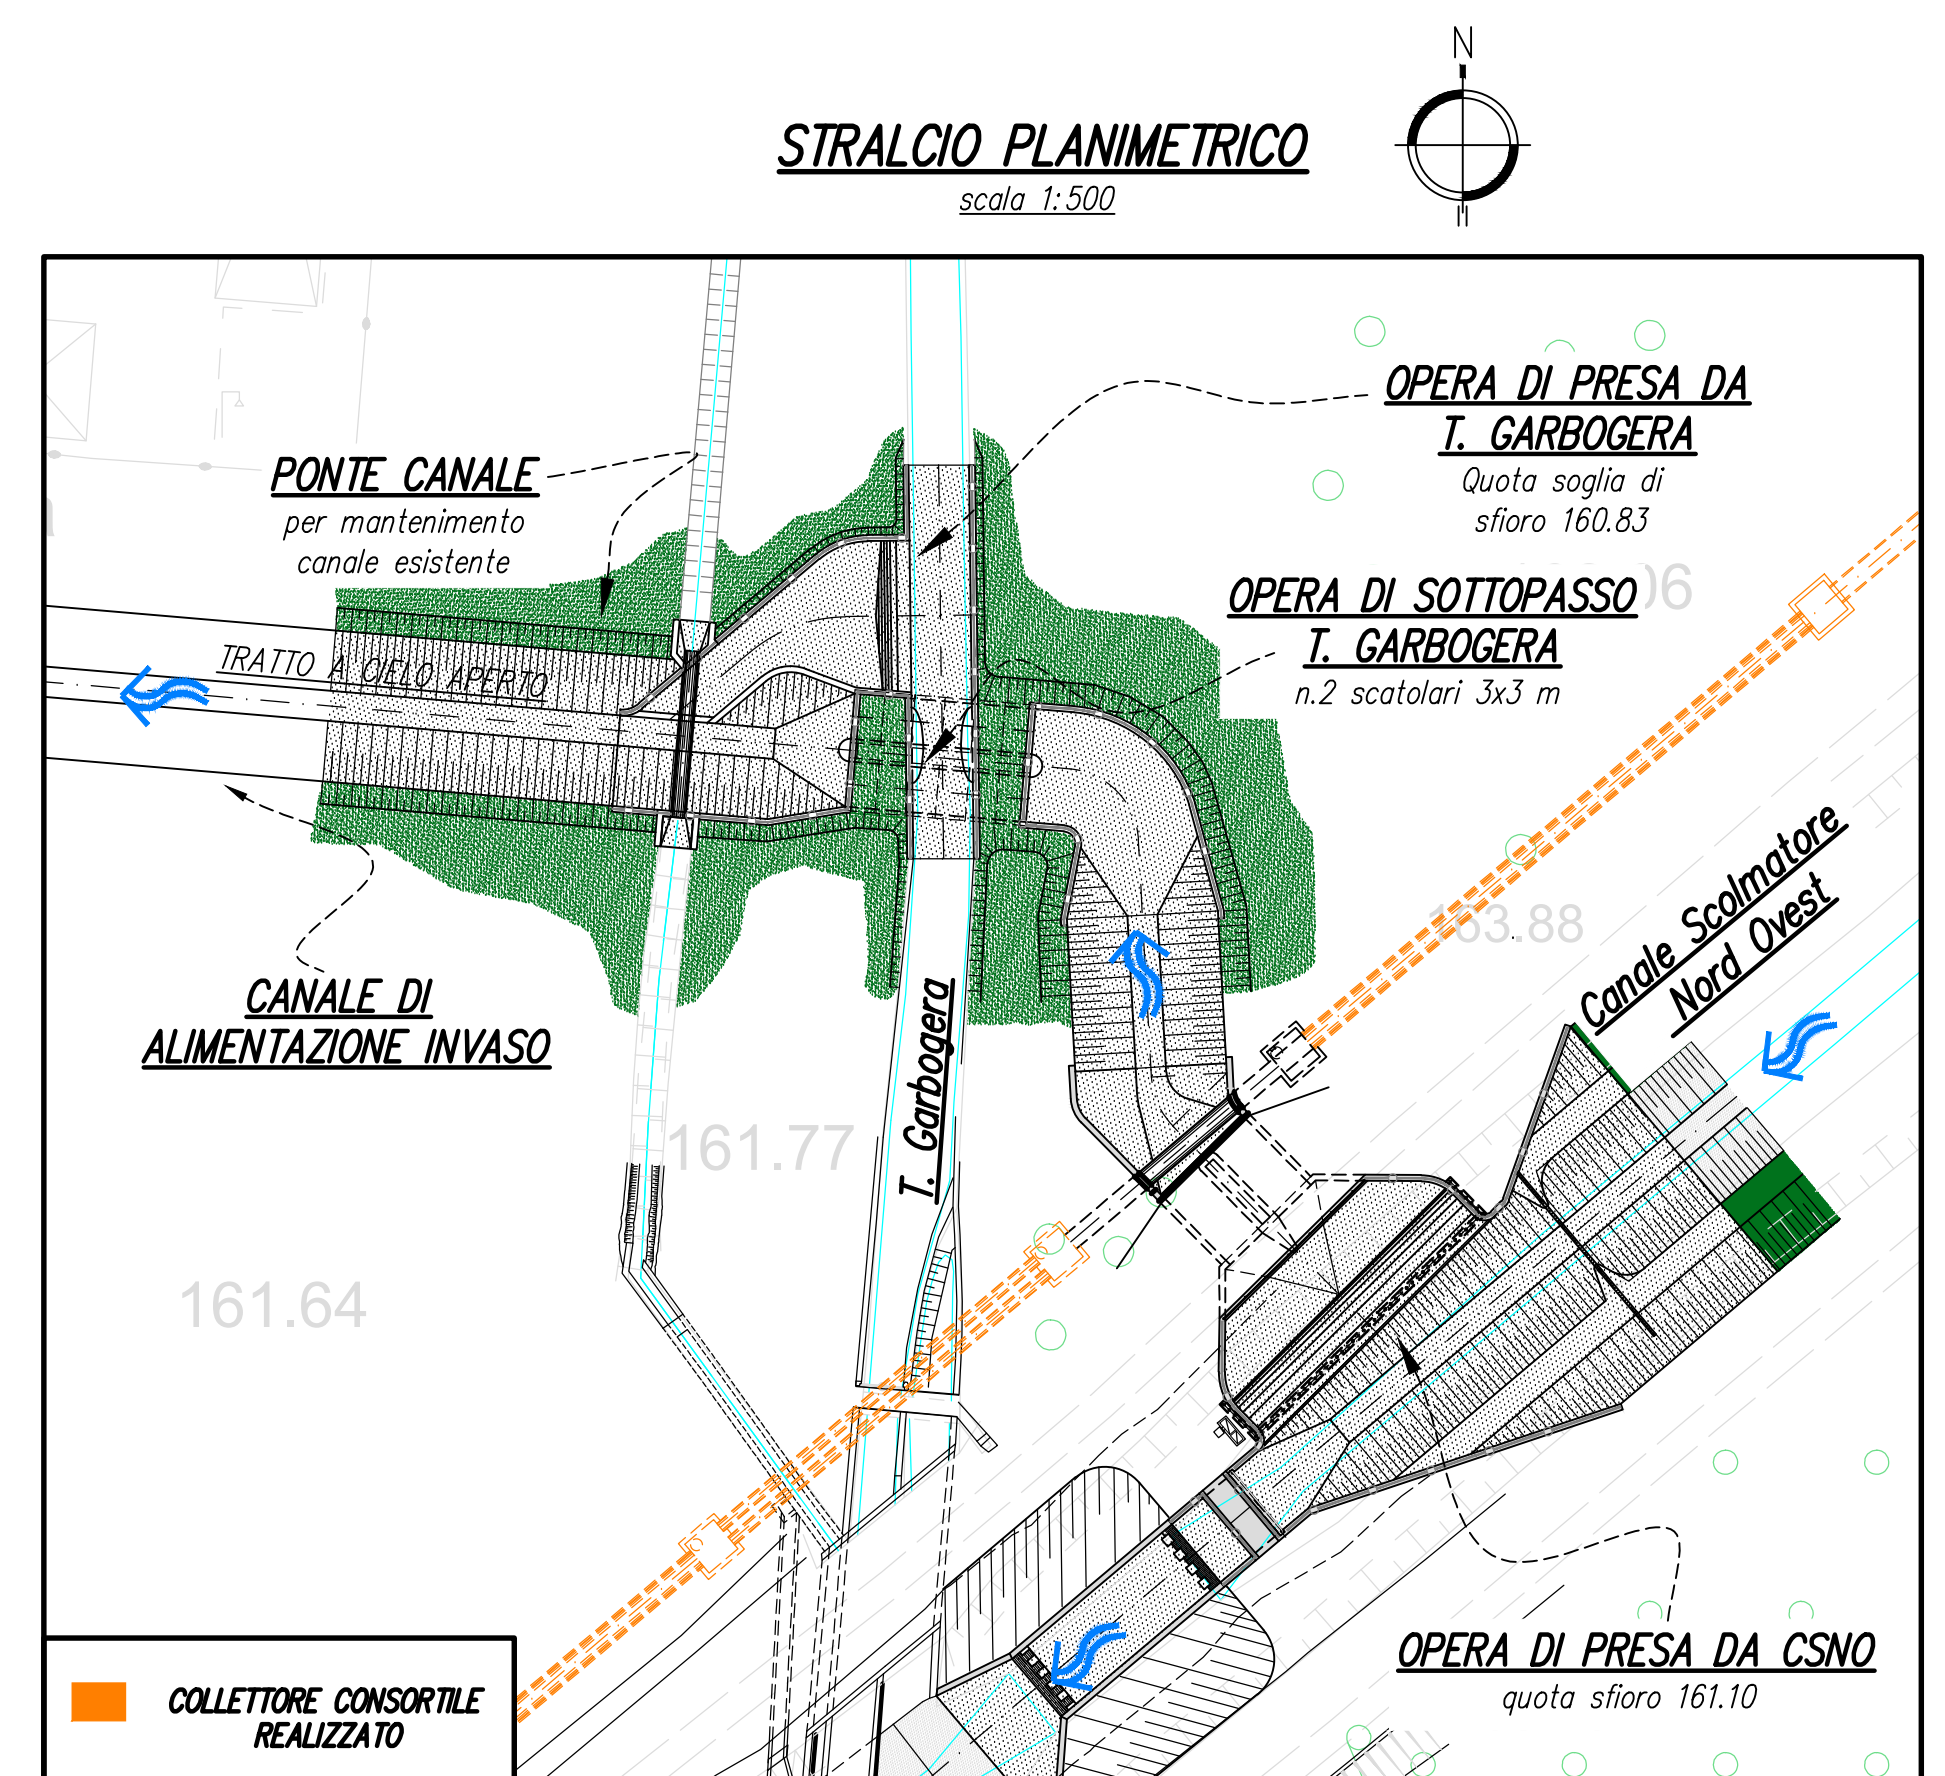 N
STRALCIO PLANIMETRICO
scala 1:500
OPERA DI PRESA DA
T. GARBOGERA
Quota soglia di
sfioro 160.83
PONTE CANALE
per mantenimento
canale esistente
OPERA DI SOTTOPASSO
T. GARBOGERA
n.2 scatolari 3x3 m
TRATTO A CIELO APERTO
Canale Scolmatore
Nord Ovest
163.88
CANALE DI
ALIMENTAZIONE INVASO
T. Garbogera
161.77
161.64
OPERA DI PRESA DA CSNO
quota sfioro 161.10
COLLETTORE CONSORTILE
REALIZZATO